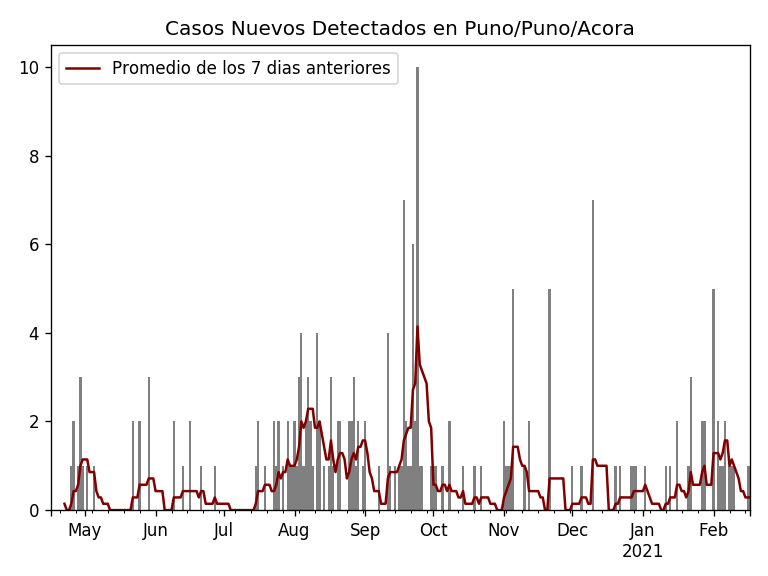 Casos Nuevos Detectados en Puno/Puno/Acora
Promedio de los 7 dias anteriores
10
8
6
4
2
0
May Jun Jul Aug Sep Oct Nov Dec Jan Feb
2021